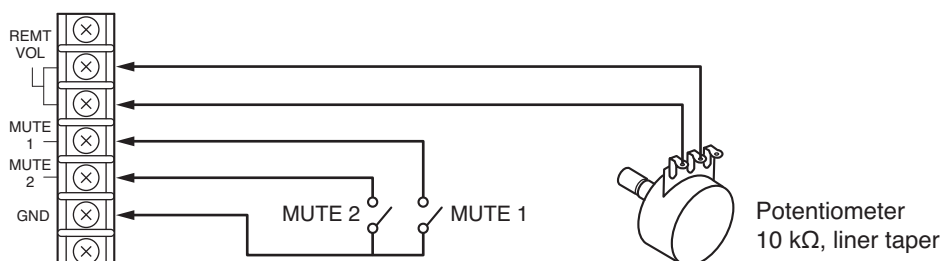 REMT
VOL
MUTE
1
MUTE
2
GND
MUTE 2
MUTE 1
Potentiometer
10 kΩ, liner taper